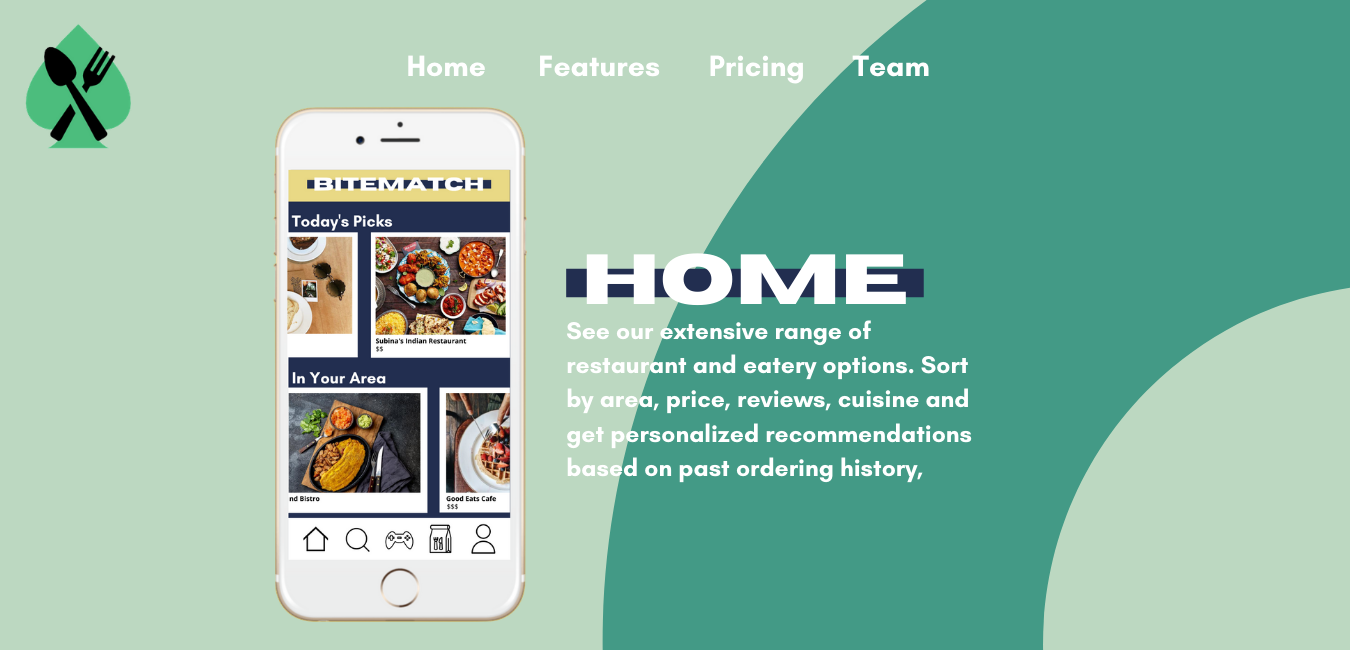 Home Features Pricing Team
BITEMATCH
Today's Picks
Subina's Indian Restaurant
$$
In Your Area
nd Bistro
Good Eats Cafe
$$$
HOME
See our extensive range of
restaurant and eatery options. Sort
by area, price, reviews, cuisine and
get personalized recommendations
based on past ordering history,